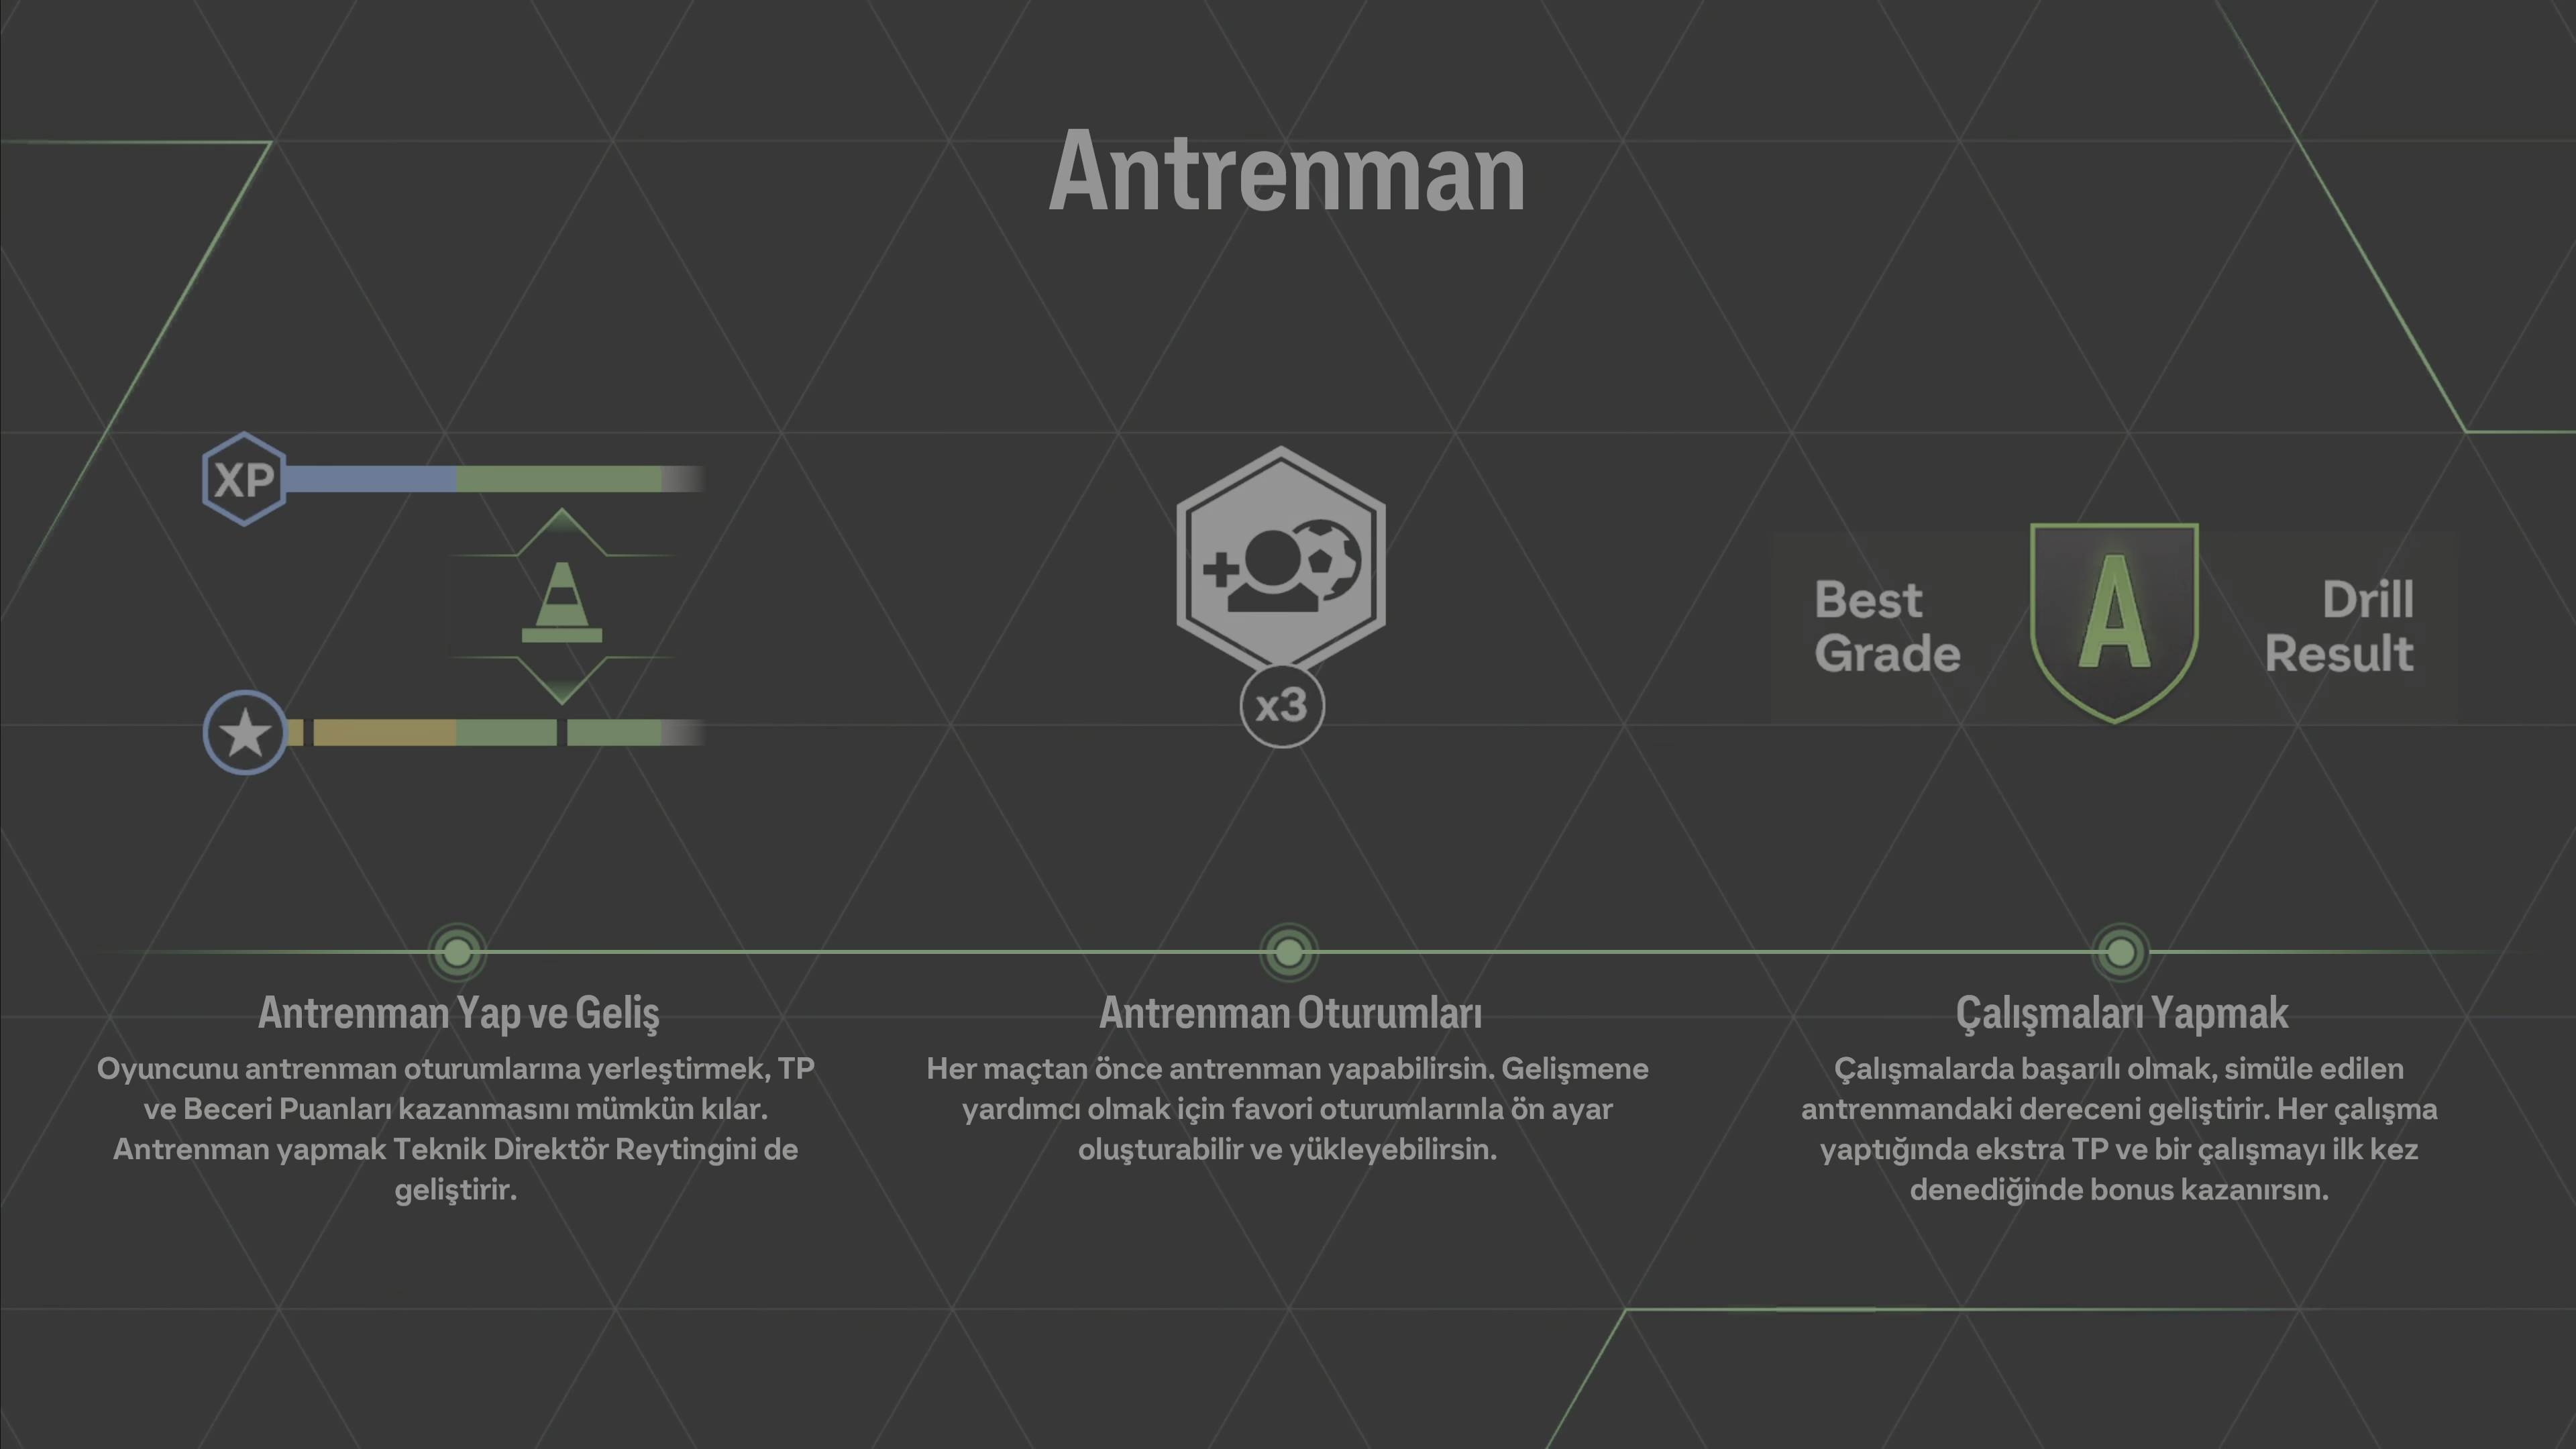 Antrenman
XP
x3
Best
Grade
A
Drill
Result
Antrenman Yap ve Geliş
Oyuncunu antrenman oturumlarına yerleştirmek, TP
ve Beceri Puanları kazanmasını mümkün kılar.
Antrenman yapmak Teknik Direktör Reytingini de
geliştirir.
Antrenman Oturumları
Her maçtan önce antrenman yapabilirsin. Gelişmene
yardımcı olmak için favori oturumlarınla ön ayar
oluşturabilir ve yükleyebilirsin.
Çalışmaları Yapmak
Çalışmalarda başarılı olmak, simüle edilen
antrenmandaki dereceni geliştirir. Her çalışma
yaptığında ekstra TP ve bir çalışmayı ilk kez
denediğinde bonus kazanırsın.